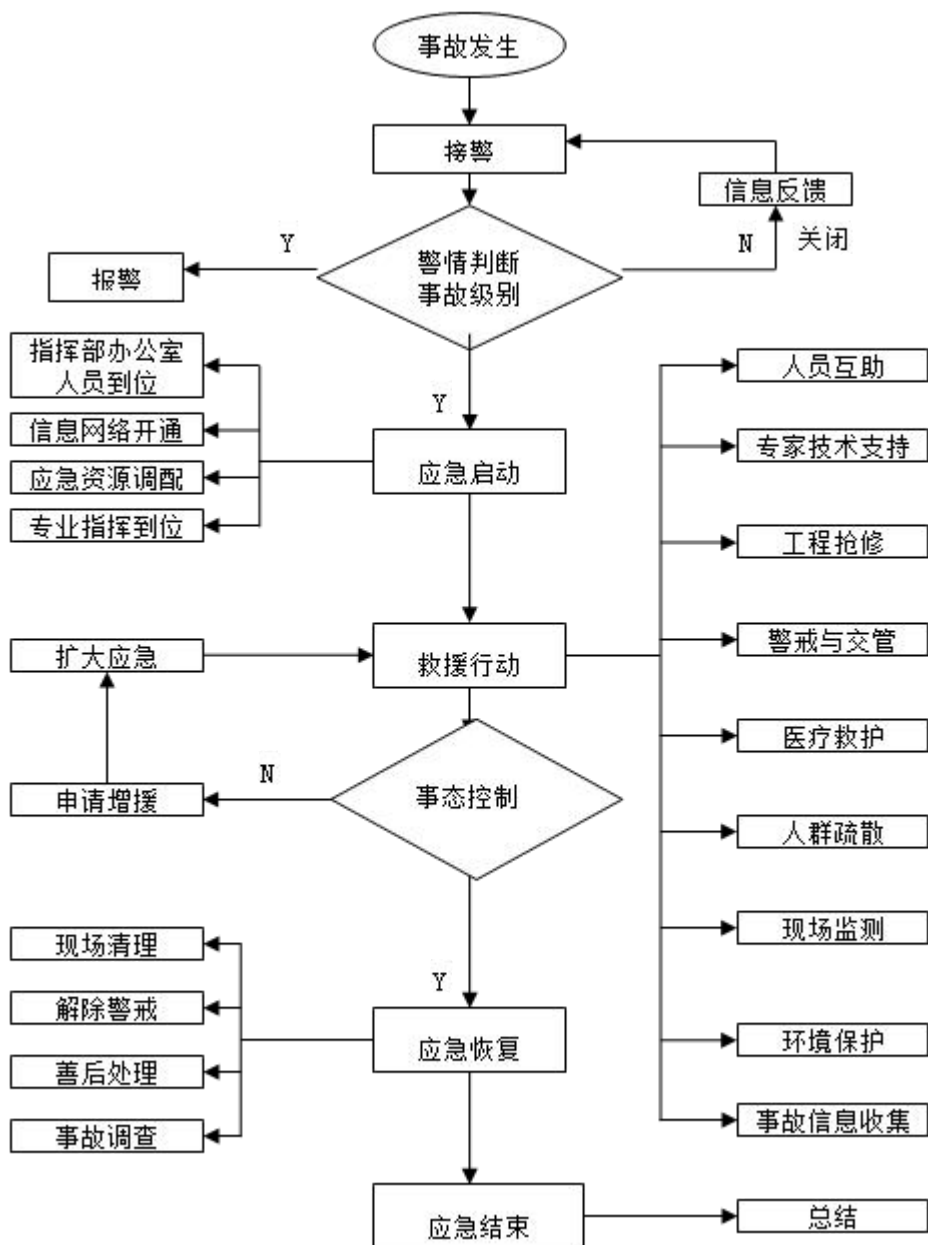 事故发生
接警
信息反馈
Y
N
关闭
警情判断
事故级别
报警
指挥部办公室
人员到位
信息网络开通
应急资源调配
专业指挥到位
Y
应急启动
人员互助
专家技术支持
工程抢修
警戒与交管
医疗救护
人群疏散
现场监测
环境保护
事故信息收集
扩大应急
救援行动
N
申请增援
事态控制
现场清理
解除警戒
善后处理
事故调查
Y
应急恢复
应急结束
总结